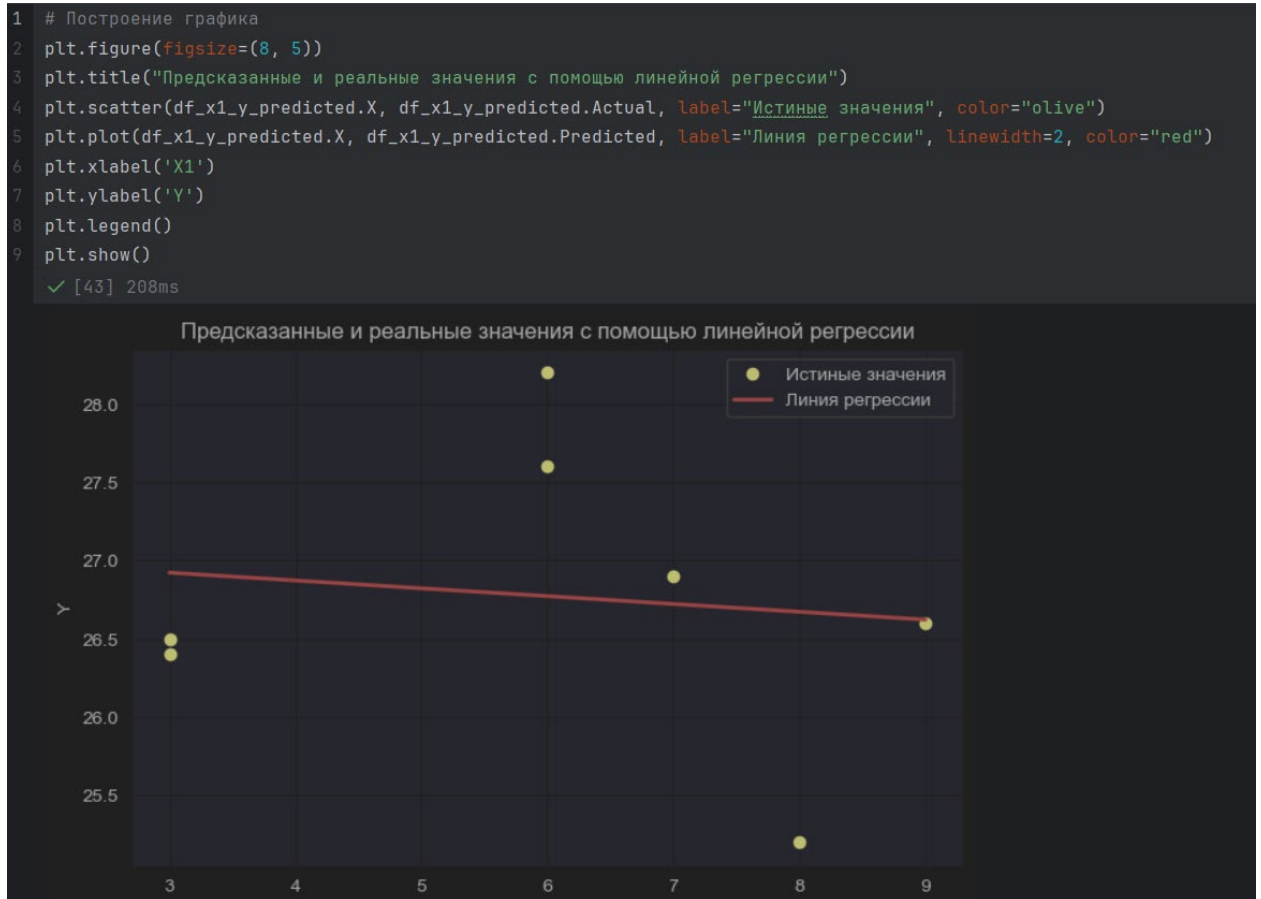 1 # Построение графика
2 plt.figure(figsize=(8, 5))
3 plt.title("Предсказанные и реальные значения с помощью линейной регрессии")
4 plt.scatter(df_x1_y_predicted.X, df_x1_y_predicted.Actual, label="Истиные значения", color="olive")
5 plt.plot(df_x1_y_predicted.X, df_x1_y_predicted.Predicted, label="Линия регрессии", linewidth=2, color="red")
6 plt.xlabel('X1')
7 plt.ylabel('Y')
8 plt.legend()
9 plt.show()
✓ [43] 208ms
Предсказанные и реальные значения с помощью линейной регрессии
Истиные значения
Линия регрессии
28.0
27.5
27.0
Y
26.5
26.0
25.5
3 4 5 6 7 8 9